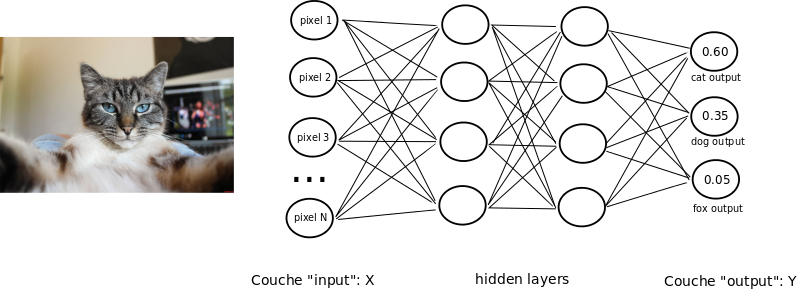 pixel 1
pixel 2
pixel 3
...
pixel N
0.60
cat output
0.35
dog output
0.05
fox output
Couche "input": X
hidden layers
Couche "output": Y